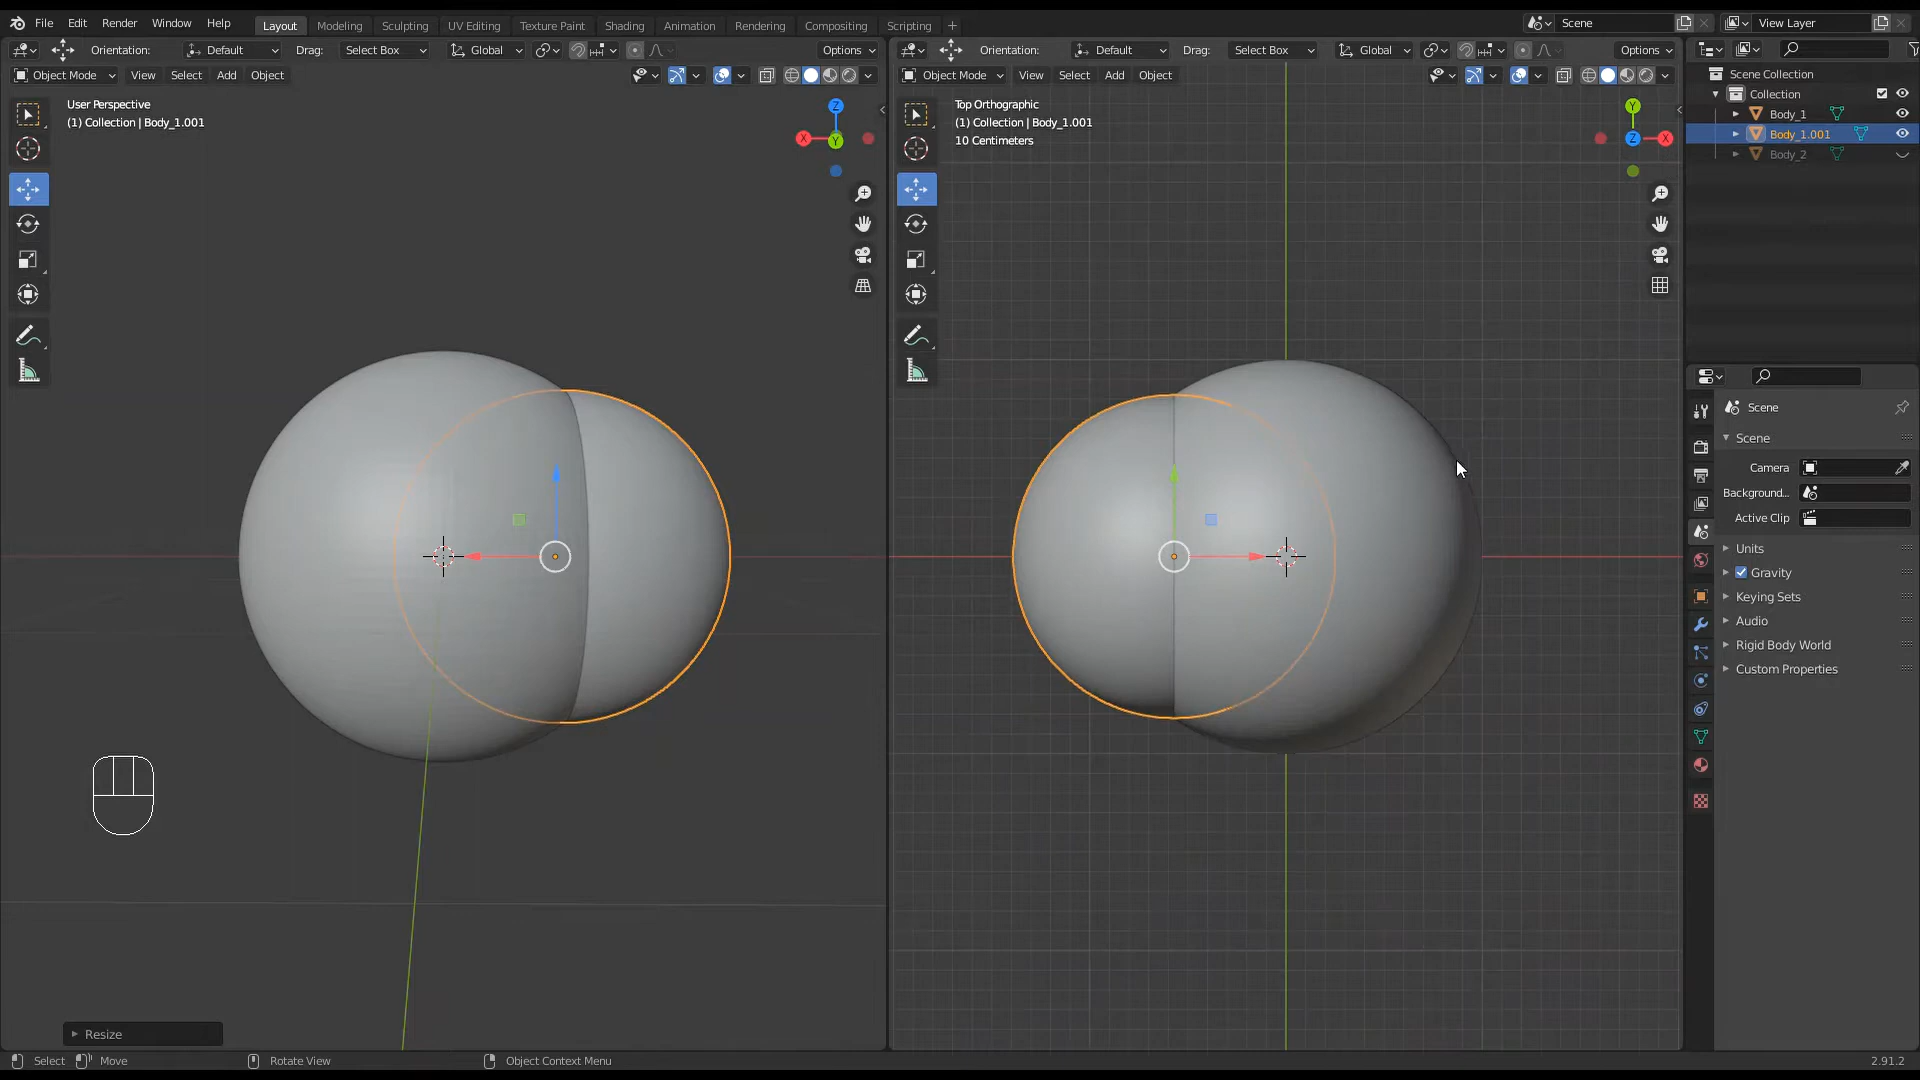 File Edit Render Window Help Layout Modeling Sculpting UV Editing Texture Paint Shading Animation Rendering Compositing Scripting + Scene View Layer
Orientation: Default Drag: Select Box Global Options
Object Mode View Select Add Object
User Perspective
(1) Collection | Body_1.001
Z
X
Y
Resize
Orientation: Default Drag: Select Box Global Options
Object Mode View Select Add Object
Top Orthographic
(1) Collection | Body_1.001
10 Centimeters
Y
Z
X
Scene Collection
Collection
Body_1
Body_1.001
Body_2
Scene
Scene
Camera
Background...
Active Clip
Units
Gravity
Keying Sets
Audio
Rigid Body World
Custom Properties
Select Move Rotate View Object Context Menu 2.91.2